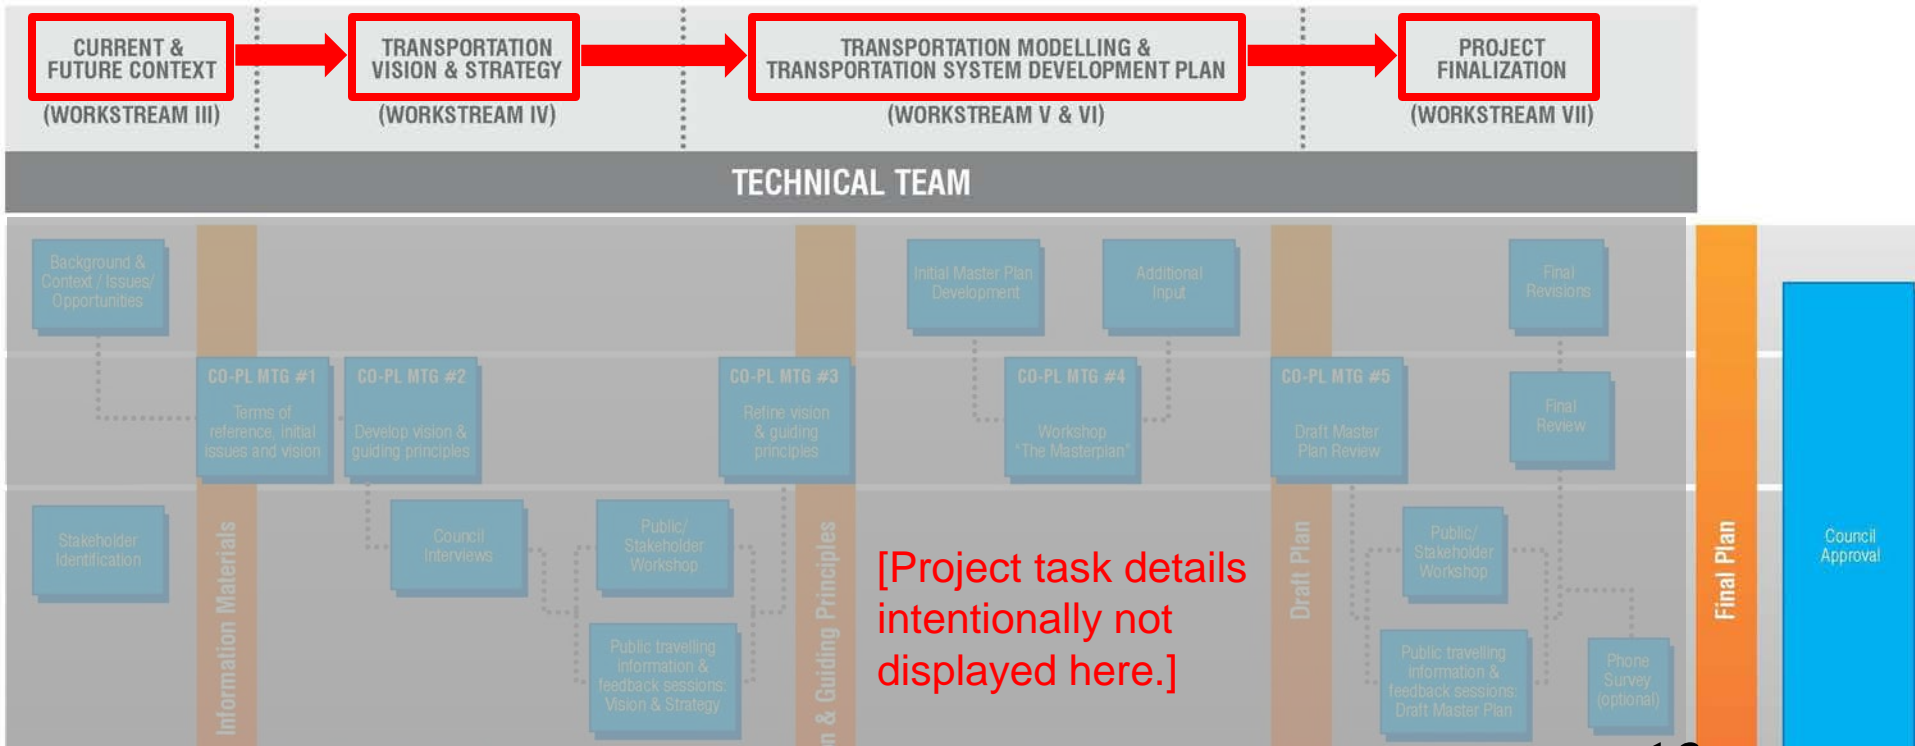 CURRENT &
FUTURE CONTEXT
(WORKSTREAM III)
TRANSPORTATION
VISION & STRATEGY
(WORKSTREAM IV)
TRANSPORTATION MODELLING &
TRANSPORTATION SYSTEM DEVELOPMENT PLAN
(WORKSTREAM V & VI)
PROJECT
FINALIZATION
(WORKSTREAM VII)
TECHNICAL TEAM
Background &
Context / Issues/
Opportunities
Initial Master Plan
Development
Additional
Input
Final
Revisions
CO-PL MTG #1
Terms of
reference, initial
issues and vision
CO-PL MTG #2
Develop vision &
guiding principles
CO-PL MTG #3
Refine vision
& guiding
principles
CO-PL MTG #4
Workshop
"The Masterplan"
CO-PL MTG #5
Draft Master
Plan Review
Final
Review
Stakeholder
Identification
Information Materials
Council
Interviews
Public/
Stakeholder
Workshop
Public travelling
information &
feedback sessions:
Vision & Strategy
& Guiding Principles
[Project task details
intentionally not
displayed here.]
Draft Plan
Public/
Stakeholder
Workshop
Public travelling
information &
feedback sessions:
Draft Master Plan
Phone
Survey
(optional)
Final Plan
Council
Approval